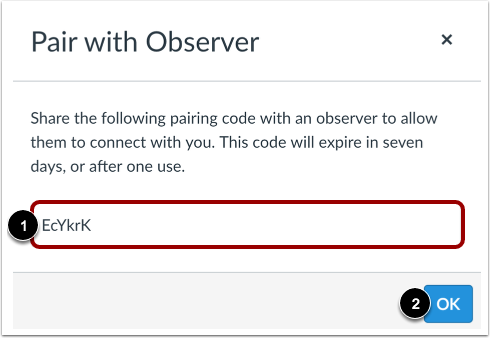 Pair with Observer
×
Share the following pairing code with an observer to allow
them to connect with you. This code will expire in seven
days, or after one use.
1 EcYkrK
2 OK